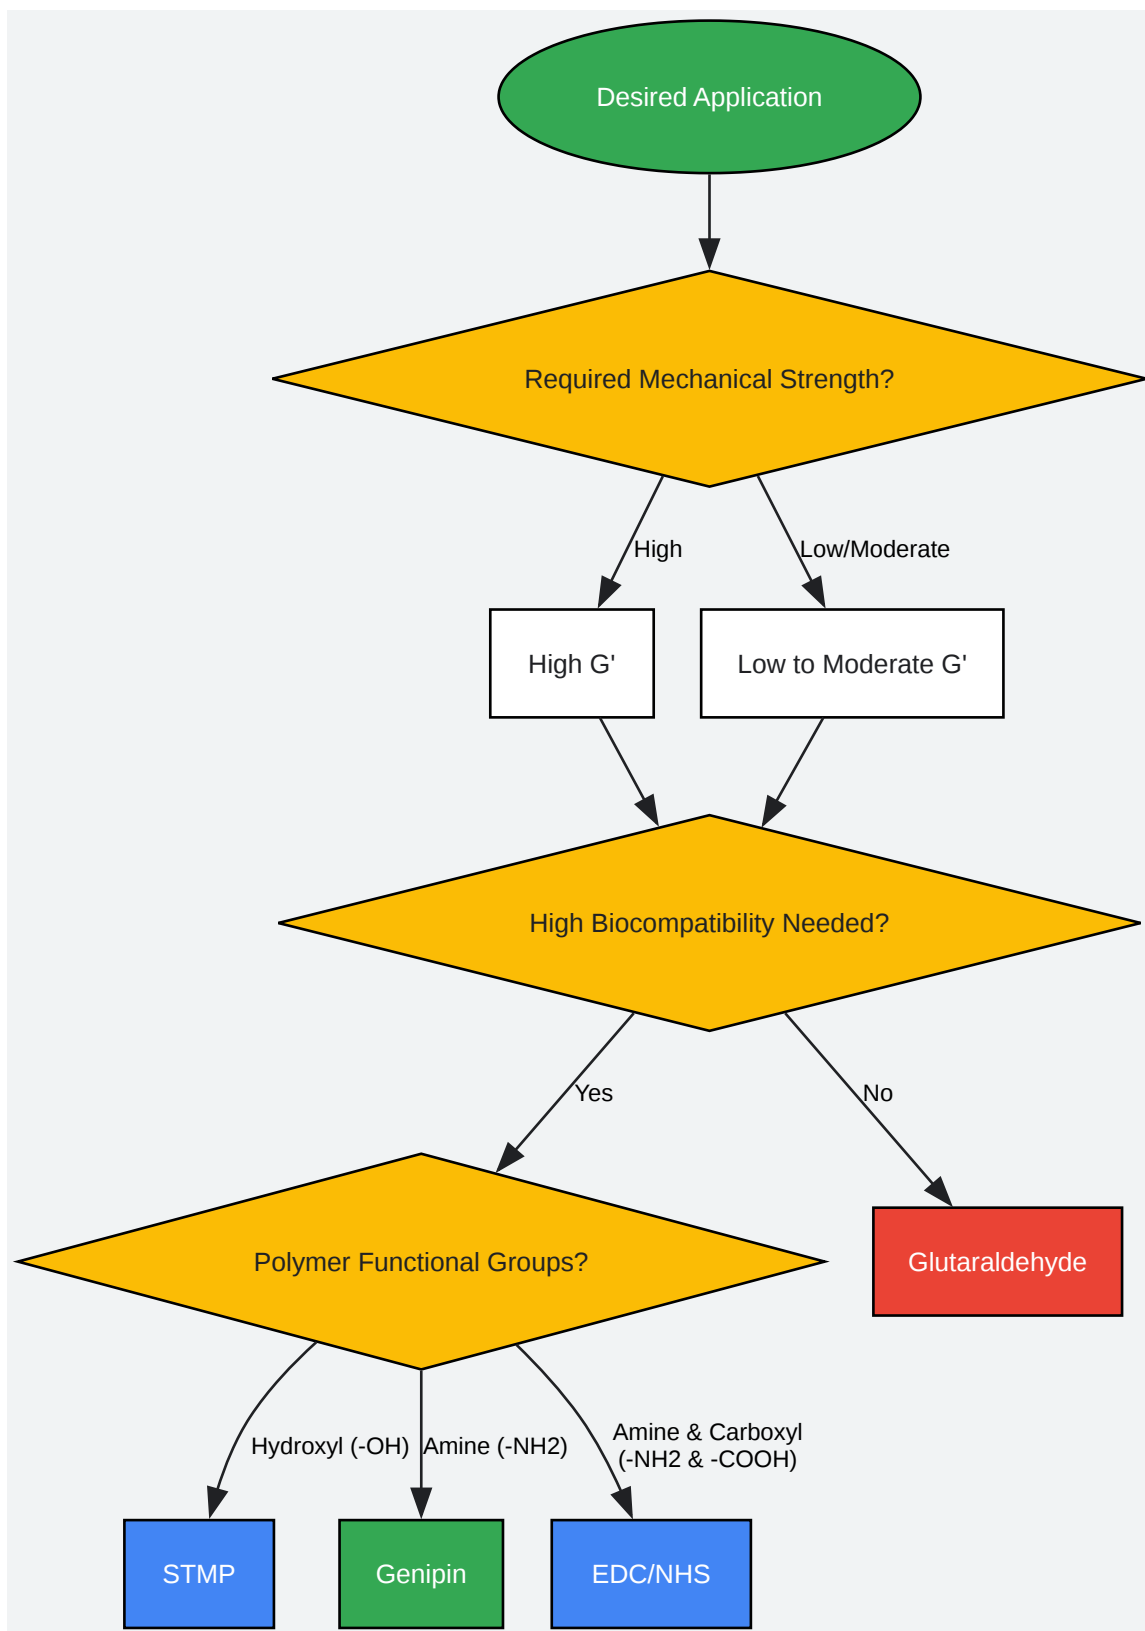 Desired Application
Required Mechanical Strength?
High
Low/Moderate
High G'
Low to Moderate G'
High Biocompatibility Needed?
Yes
No
Polymer Functional Groups?
Glutaraldehyde
Hydroxyl (-OH)
Amine (-NH2)
Amine & Carboxyl
(-NH2 & -COOH)
STMP
Genipin
EDC/NHS